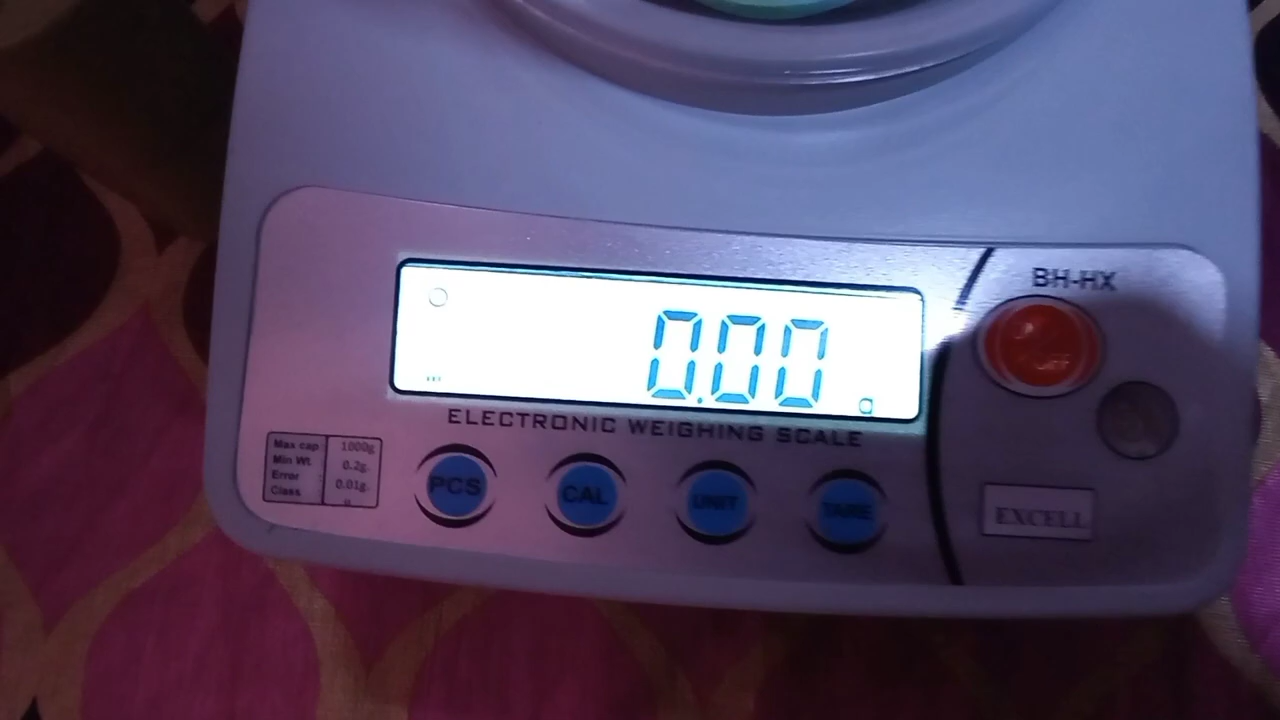 BH-HX
0.00 g
ELECTRONIC WEIGHING SCALE
Max cap 1000g
Min Wt. 0.2g.
Error : 0.01g.
Class : II
PCS CAL UNIT TARE
EXCELL